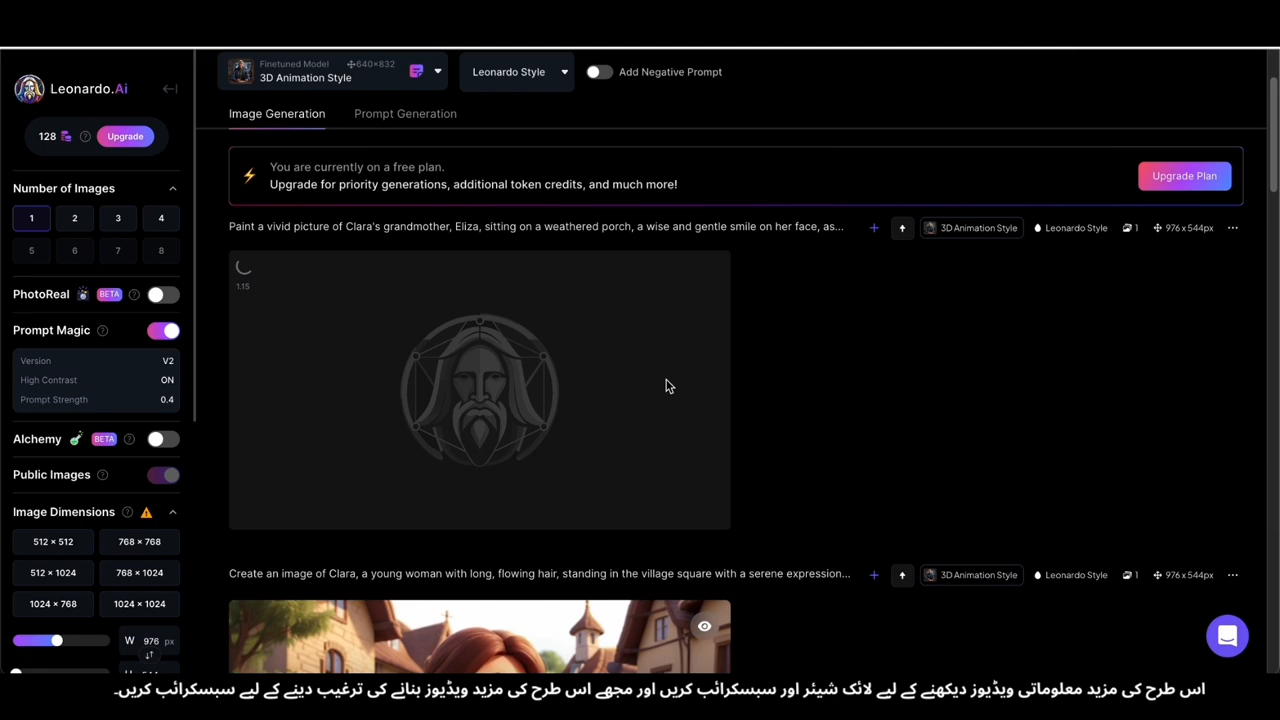 Finetuned Model 640×832
3D Animation Style
Leonardo Style
Add Negative Prompt
Leonardo.Ai
Image Generation
Prompt Generation
128
Upgrade
You are currently on a free plan.
Upgrade for priority generations, additional token credits, and much more!
Upgrade Plan
Number of Images
1 2 3 4
5 6 7 8
Paint a vivid picture of Clara's grandmother, Eliza, sitting on a weathered porch, a wise and gentle smile on her face, as...
3D Animation Style
Leonardo Style
1
976 x 544px
1.15
PhotoReal BETA
Prompt Magic
Version V2
High Contrast ON
Prompt Strength 0.4
Alchemy BETA
Public Images
Image Dimensions
512 × 512 768 × 768
512 × 1024 768 × 1024
1024 × 768 1024 × 1024
W 976 px
Create an image of Clara, a young woman with long, flowing hair, standing in the village square with a serene expression...
3D Animation Style
Leonardo Style
1
976 x 544px
اس طرح کی مزید معلوماتی ویڈیوز دیکھنے کے لیے لائک شیئر اور سبسکرائب کریں اور مجھے اس طرح کی مزید ویڈیوز بنانے کی ترغیب دینے کے لیے سبسکرائب کریں۔